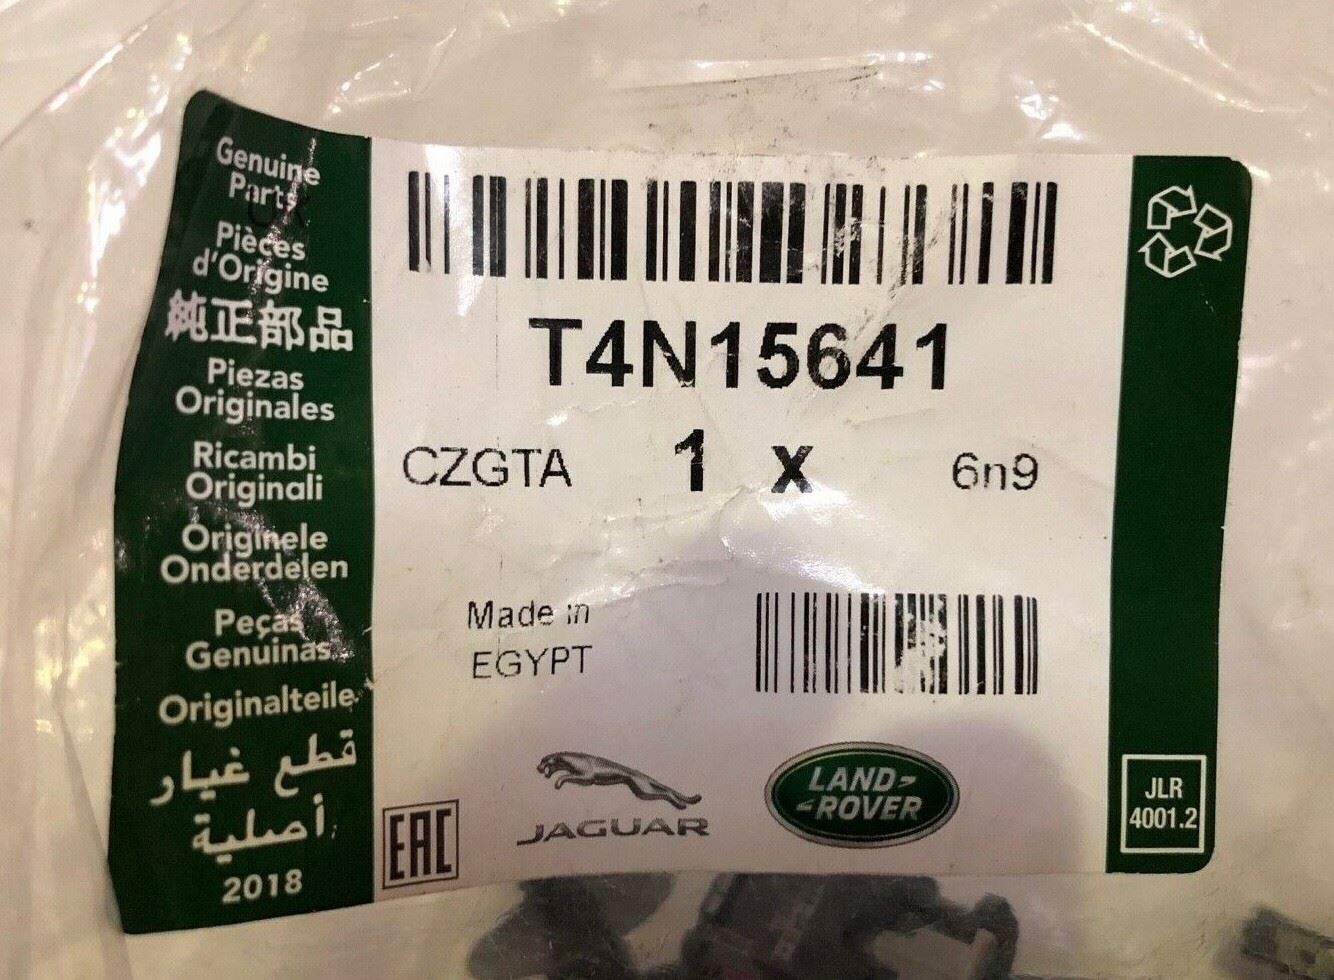 Genuine
Parts
UK
Pièces
d'Origine
純正部品
Piezas
Originales
Ricambi
Originali
Originele
Onderdelen
Peças
Genuinas
Originalteile
قطع غيار
أصلية
2018
T4N15641
CZGTA 1 x 6n9
Made in
EGYPT
EAC
JAGUAR
LAND
ROVER
JLR
4001.2